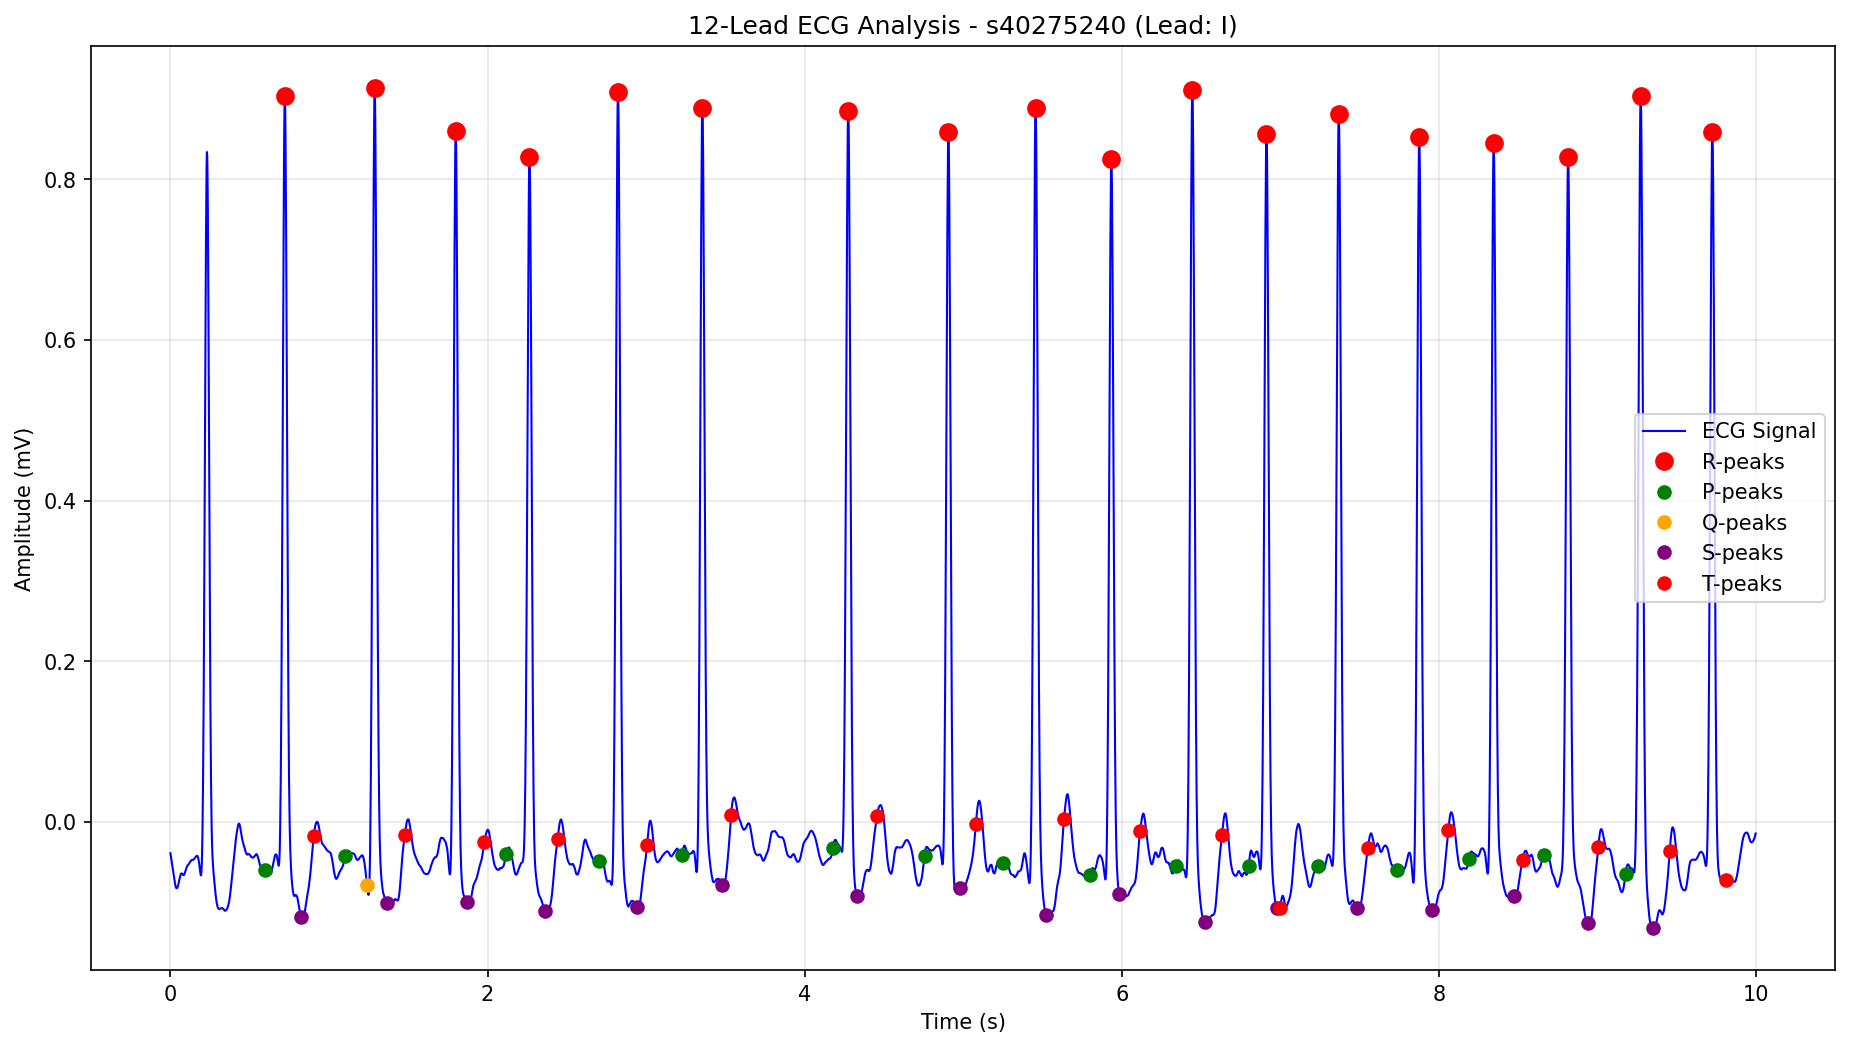 12-Lead ECG Analysis - s40275240 (Lead: I)
Amplitude (mV)
0.8
0.6
0.4
0.2
0.0
ECG Signal
R-peaks
P-peaks
Q-peaks
S-peaks
T-peaks
0
2
4
6
8
10
Time (s)